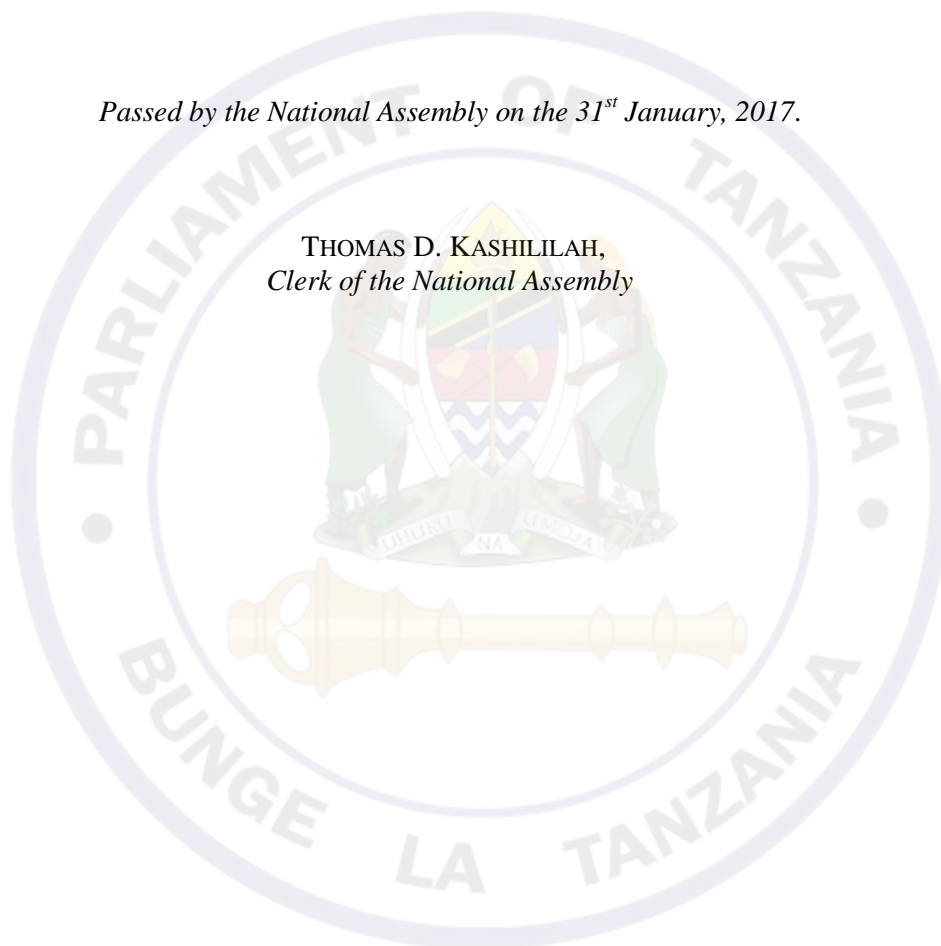 PARLIAMENT OF TANZANIA
Passed by the National Assembly on the 31st January, 2017.
THOMAS D. KASHILILAH,
Clerk of the National Assembly
UHURU NA UMOJA
BUNGE LA TANZANIA